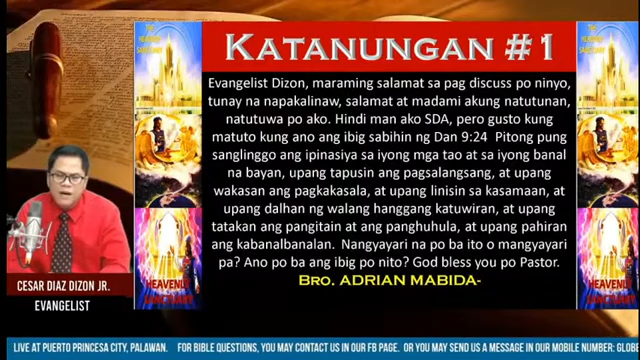 THE HEAVENLY SANCTUARY
THE HEAVENLY SANCTUARY
KATANUNGAN # 1
Evangelist Dizon, maraming salamat sa pag discuss po ninyo,
tunay na napakalinaw, salamat at madami akung natutunan,
natutuwa po ako. Hindi man ako SDA, pero gusto kung
matuto kung ano ang ibig sabihin ng Dan 9:24 Pitong pung
sanglinggo ang ipinasiya sa iyong mga tao at sa iyong banal
na bayan, upang tapusin ang pagsalangsang, at upang
wakasan ang pagkakasala, at upang linisin sa kasamaan, at
upang dalhan ng walang hanggang katuwiran, at upang
tatakan ang pangitain at ang panghuhula, at upang pahiran
ang kabanalbanalan. Nangyayari na po ba ito o mangyayari
pa? Ano po ba ang ibig po nito? God bless you po Pastor.
BRO. ADRIAN MABIDA-
HEAVENLY
SANCTUARY
HEAVENLY
SANCTUARY
CESAR DIAZ DIZON JR.
EVANGELIST
LIVE AT PUERTO PRINCESA CITY, PALAWAN. FOR BIBLE QUESTIONS, YOU MAY CONTACT US IN OUR FB PAGE. OR YOU MAY SEND US A MESSAGE IN OUR MOBILE NUMBER: GLOBE